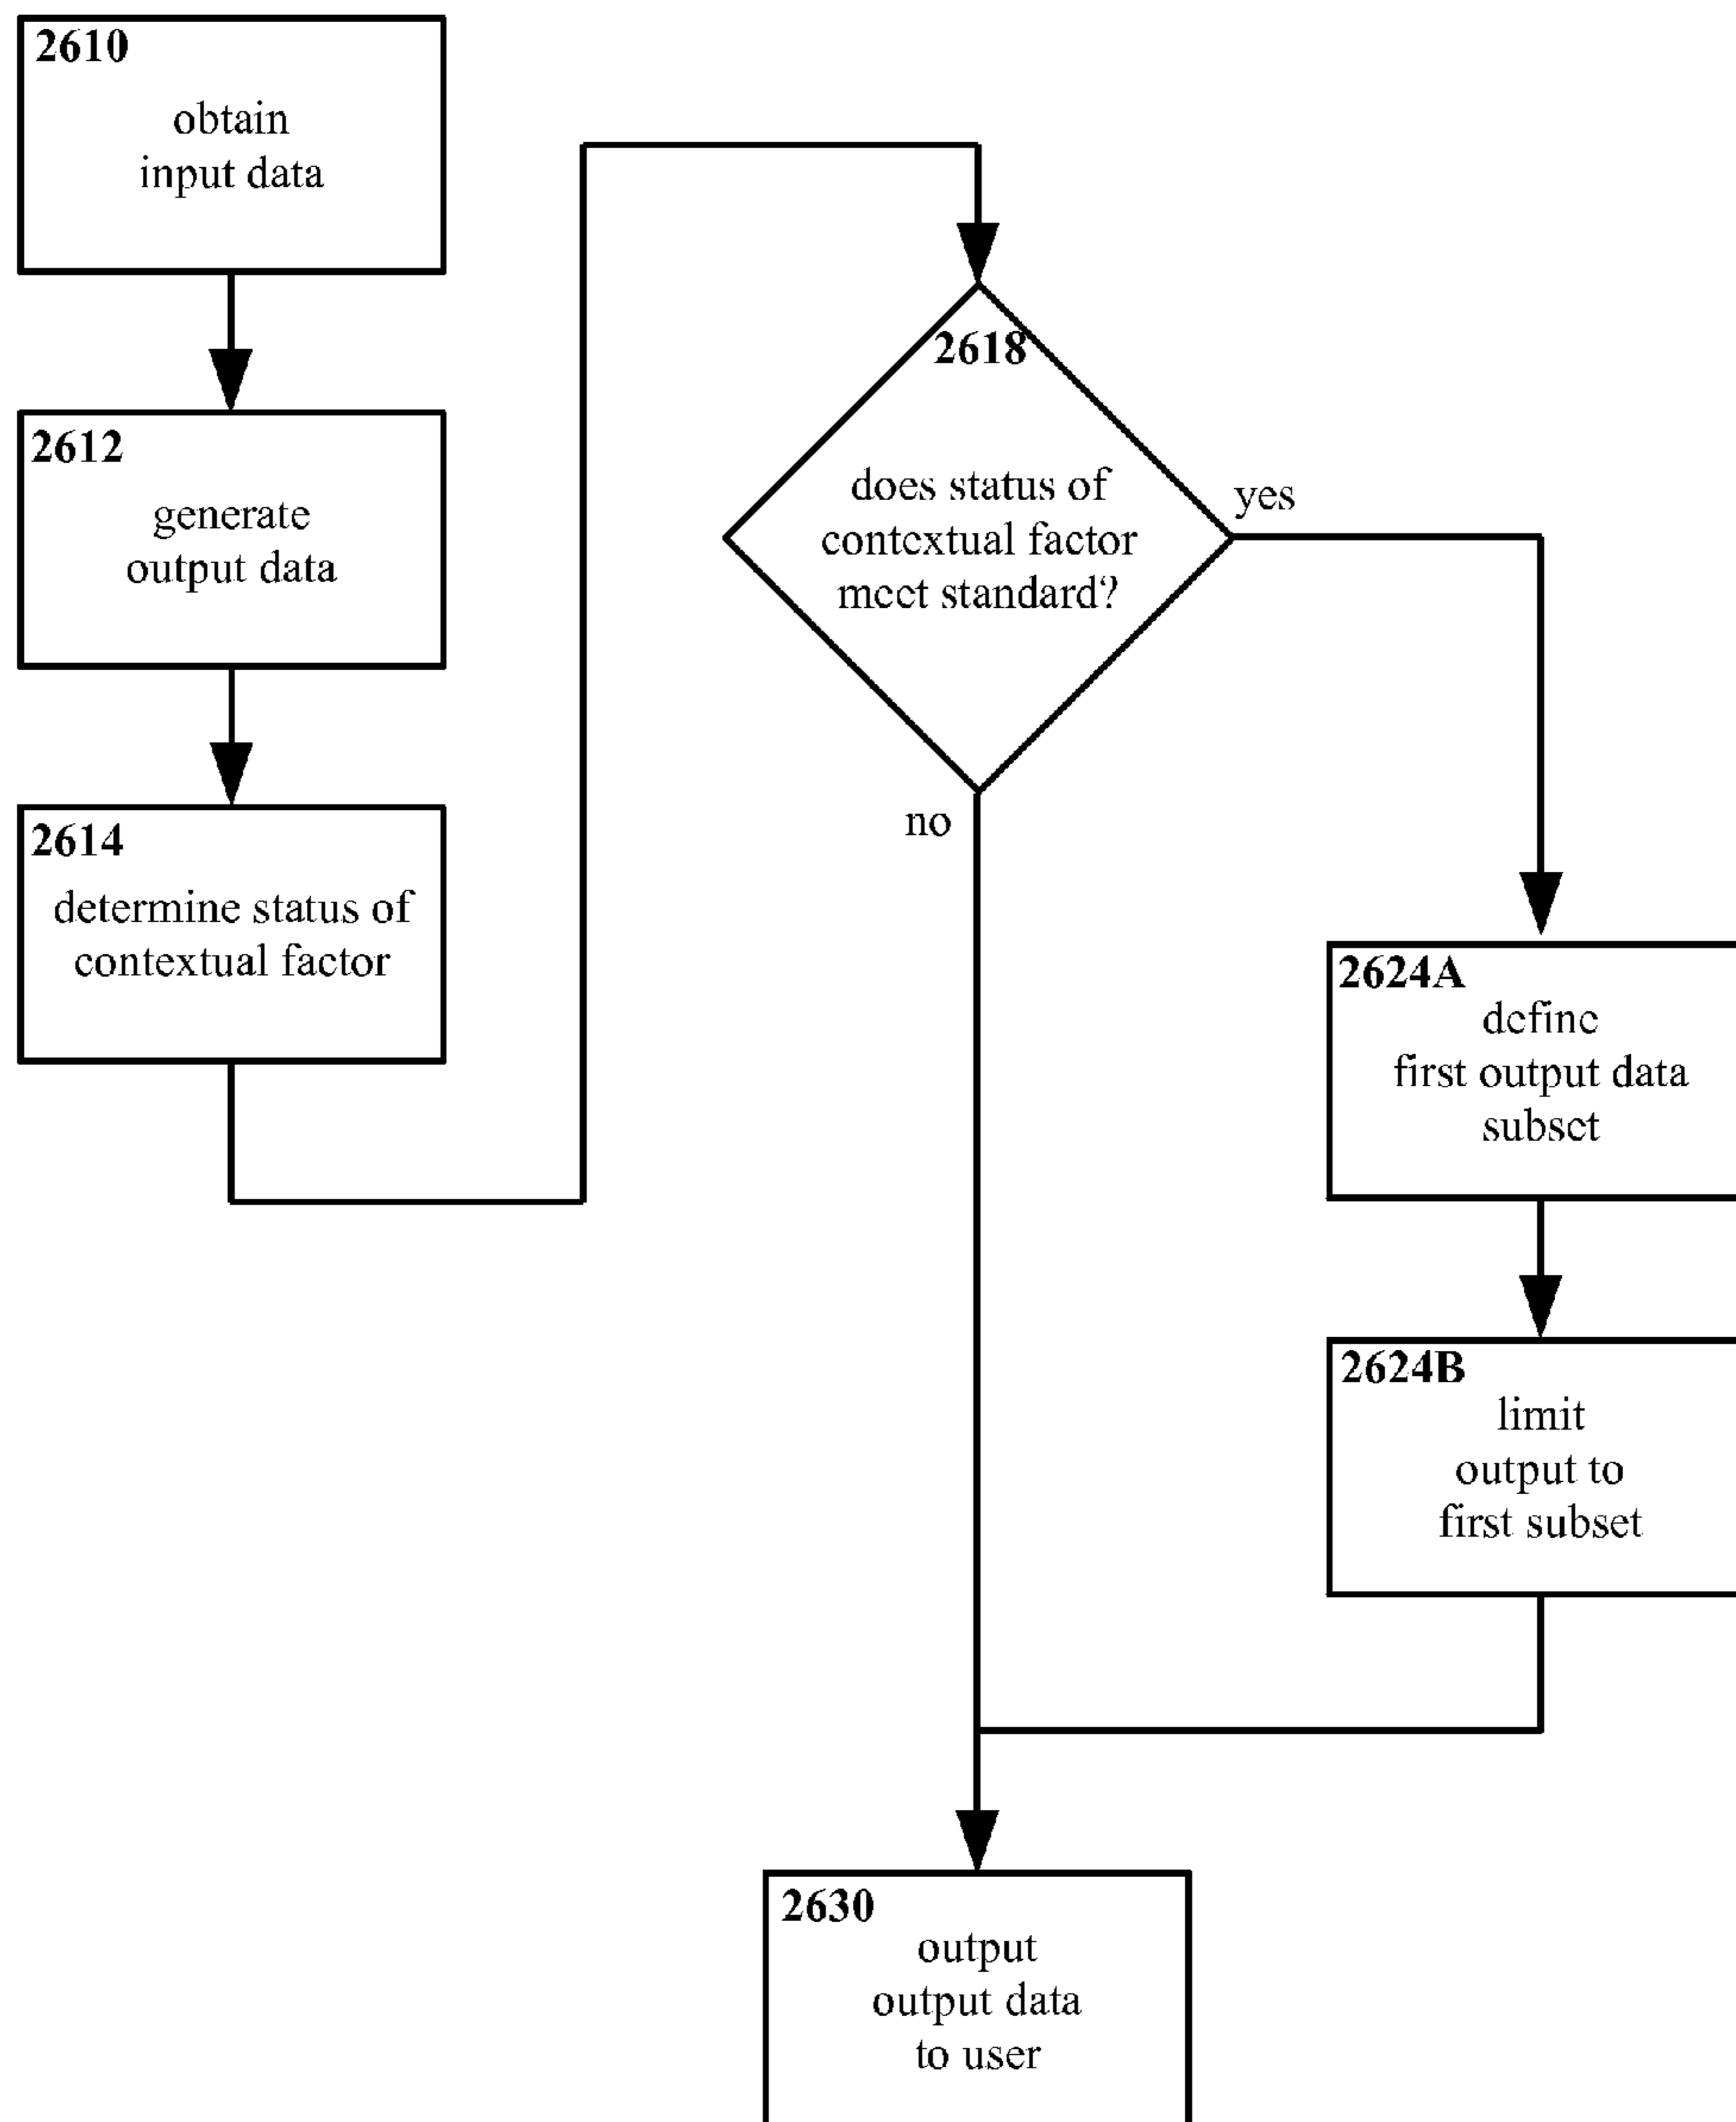 2610
obtain
input data
2612
generate
output data
2614
determine status of
contextual factor
2618
does status of
contextual factor
meet standard?
yes
no
2624A
define
first output data
subset
2624B
limit
output to
first subset
2630
output
output data
to user